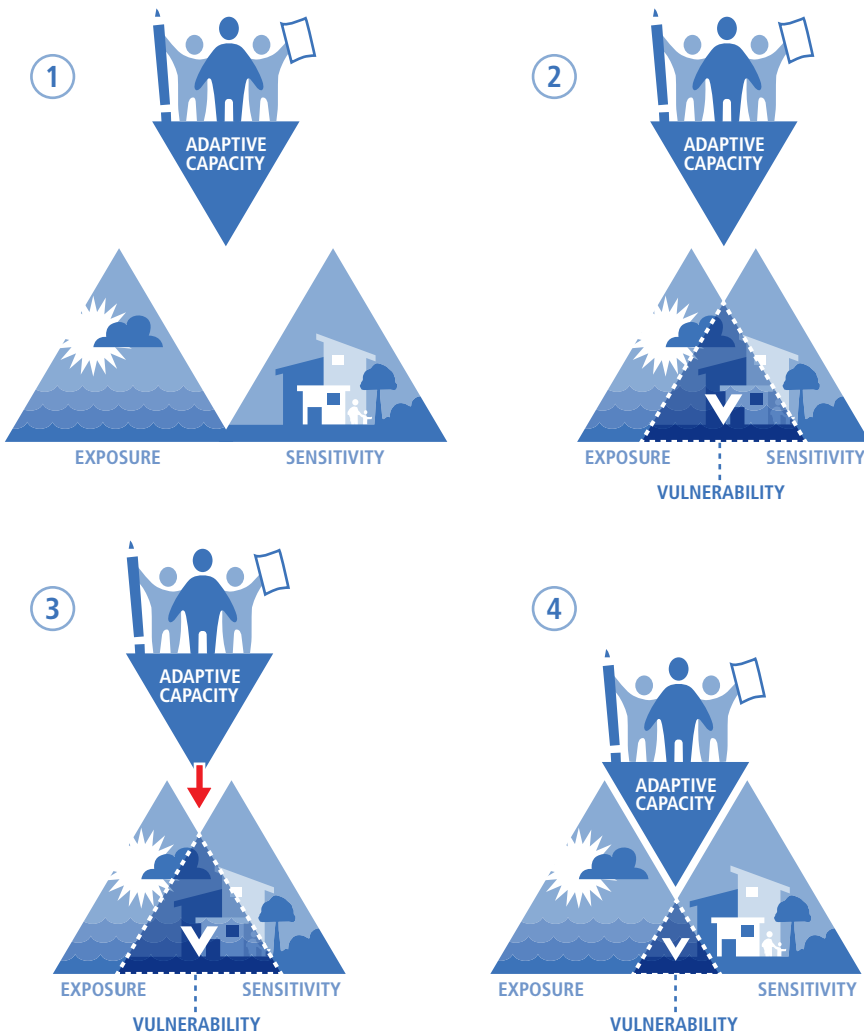 1
ADAPTIVE
CAPACITY
EXPOSURE
SENSITIVITY
2
ADAPTIVE
CAPACITY
V
EXPOSURE
SENSITIVITY
VULNERABILITY
3
ADAPTIVE
CAPACITY
V
EXPOSURE
SENSITIVITY
VULNERABILITY
4
ADAPTIVE
CAPACITY
V
EXPOSURE
SENSITIVITY
VULNERABILITY